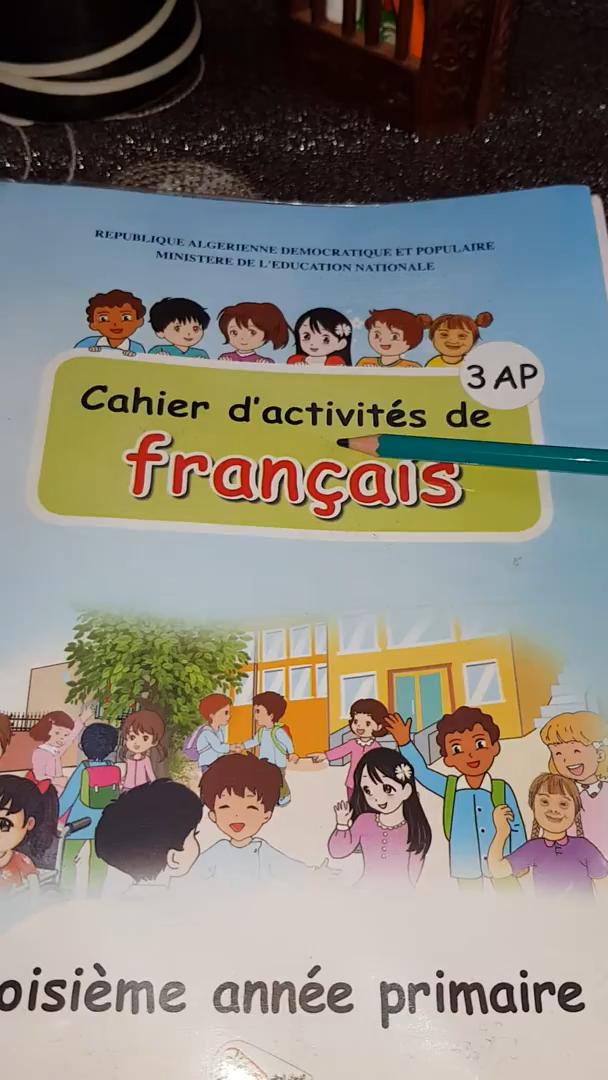 REPUBLIQUE ALGERIENNE DEMOCRATIQUE ET POPULAIRE
MINISTERE DE L'EDUCATION NATIONALE
3 AP
Cahier d'activités de
français
oisième année primaire